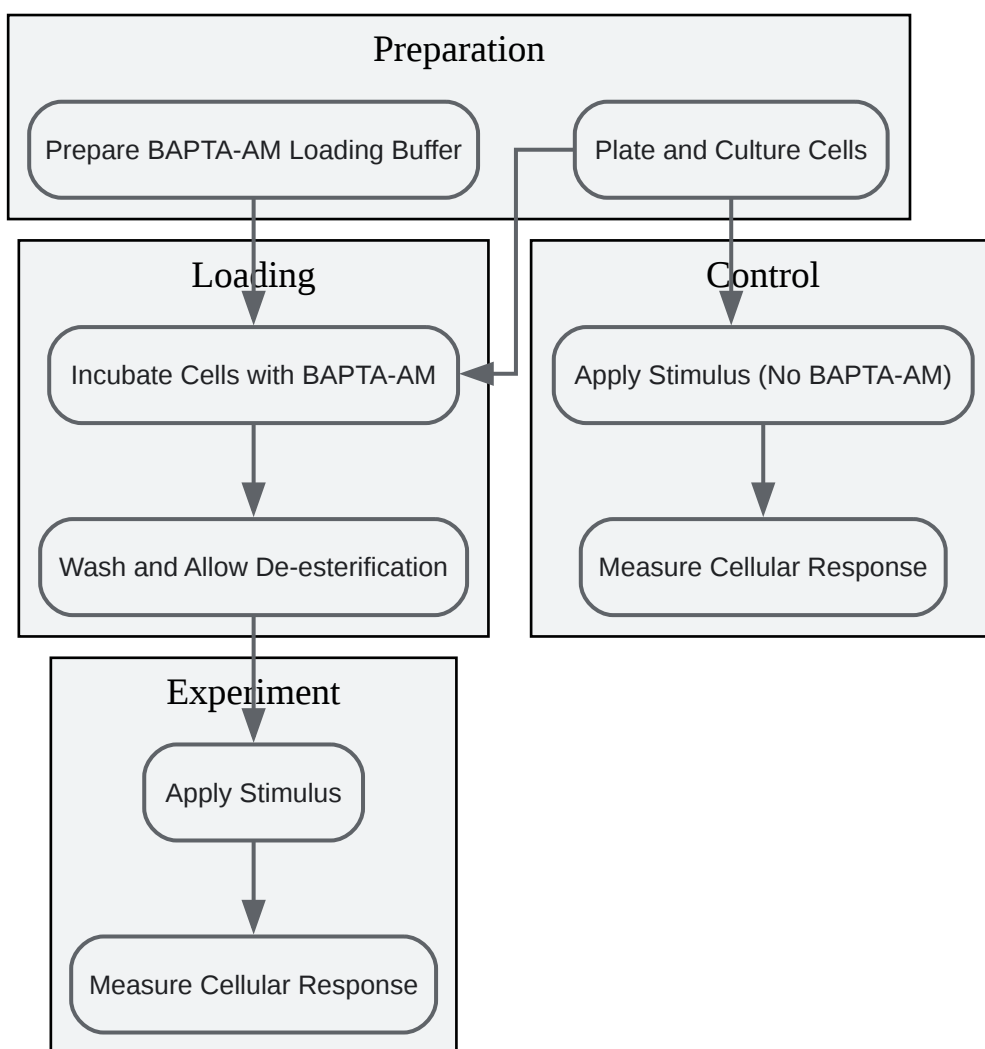 Preparation
Prepare BAPTA-AM Loading Buffer
Plate and Culture Cells
Loading
Incubate Cells with BAPTA-AM
Wash and Allow De-esterification
Control
Apply Stimulus (No BAPTA-AM)
Measure Cellular Response
Experiment
Apply Stimulus
Measure Cellular Response